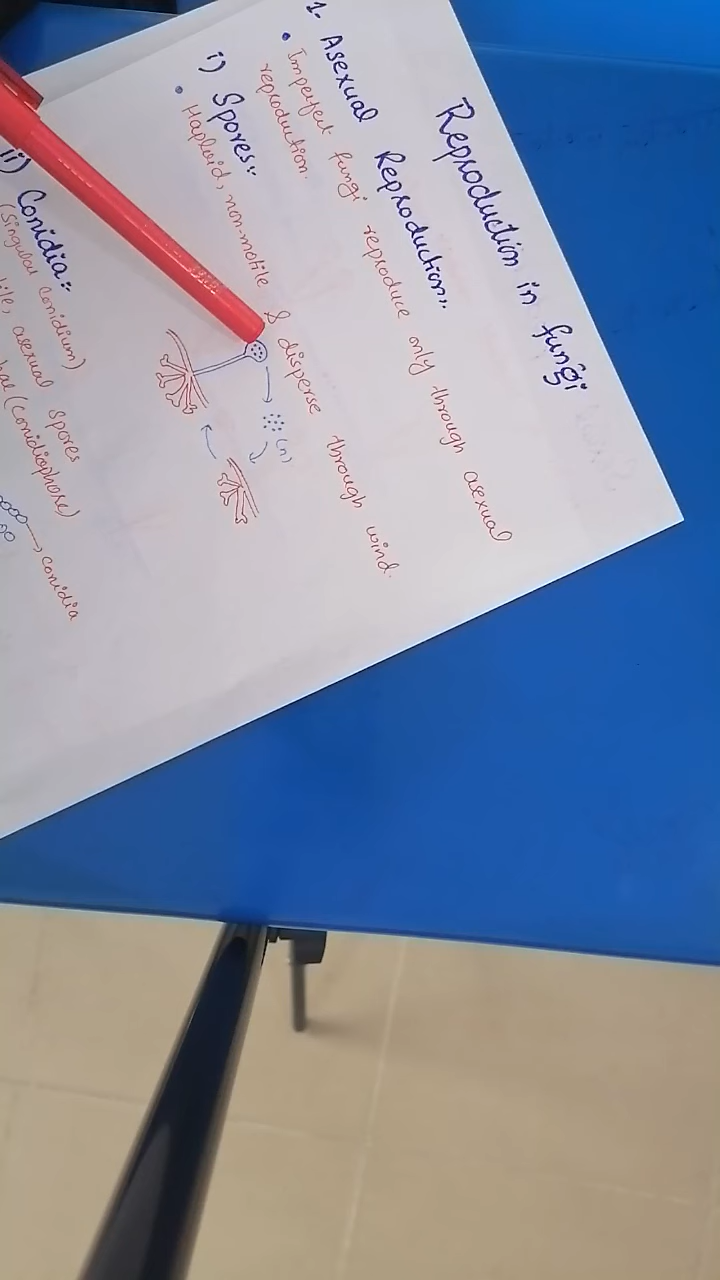 Reproduction in fungi
1. Asexual Reproduction:-
• Imperfect fungi reproduce only through asexual
reproduction.
i) Spores:-
• Haploid, non-motile & disperse through wind.
(n)
ii) Conidia:-
(Singular conidium)
asexual spores
(conidiophore)
conidia